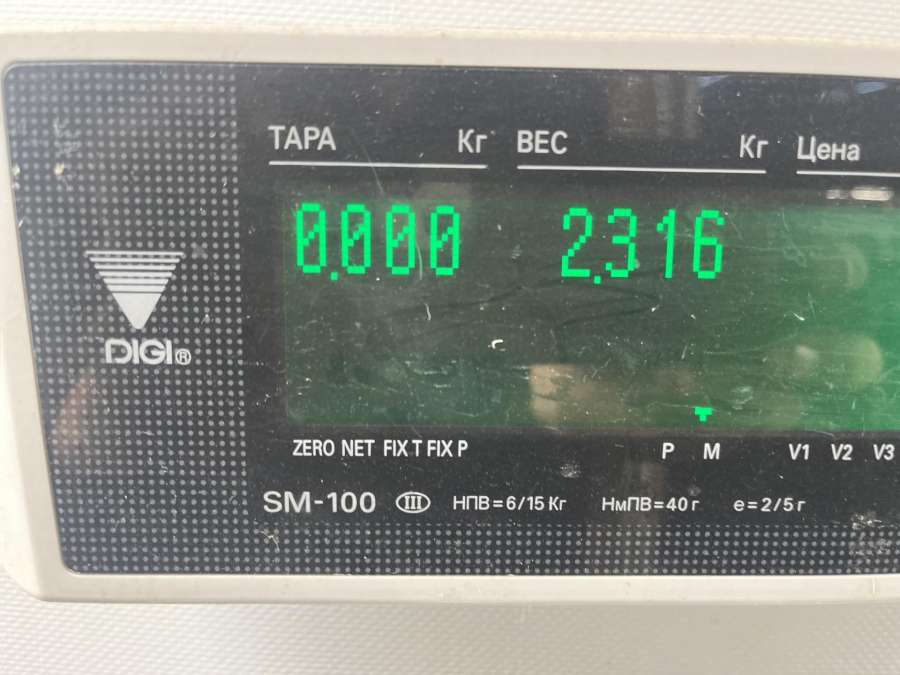 ТАРА Кг ВЕС Кг Цена
0.000 2.316
DIGI®
ZERO NET FIX T FIX P P M V1 V2 V3
SM-100 III НПВ=6/15 Кг НмПВ=40 г е=2/5 г